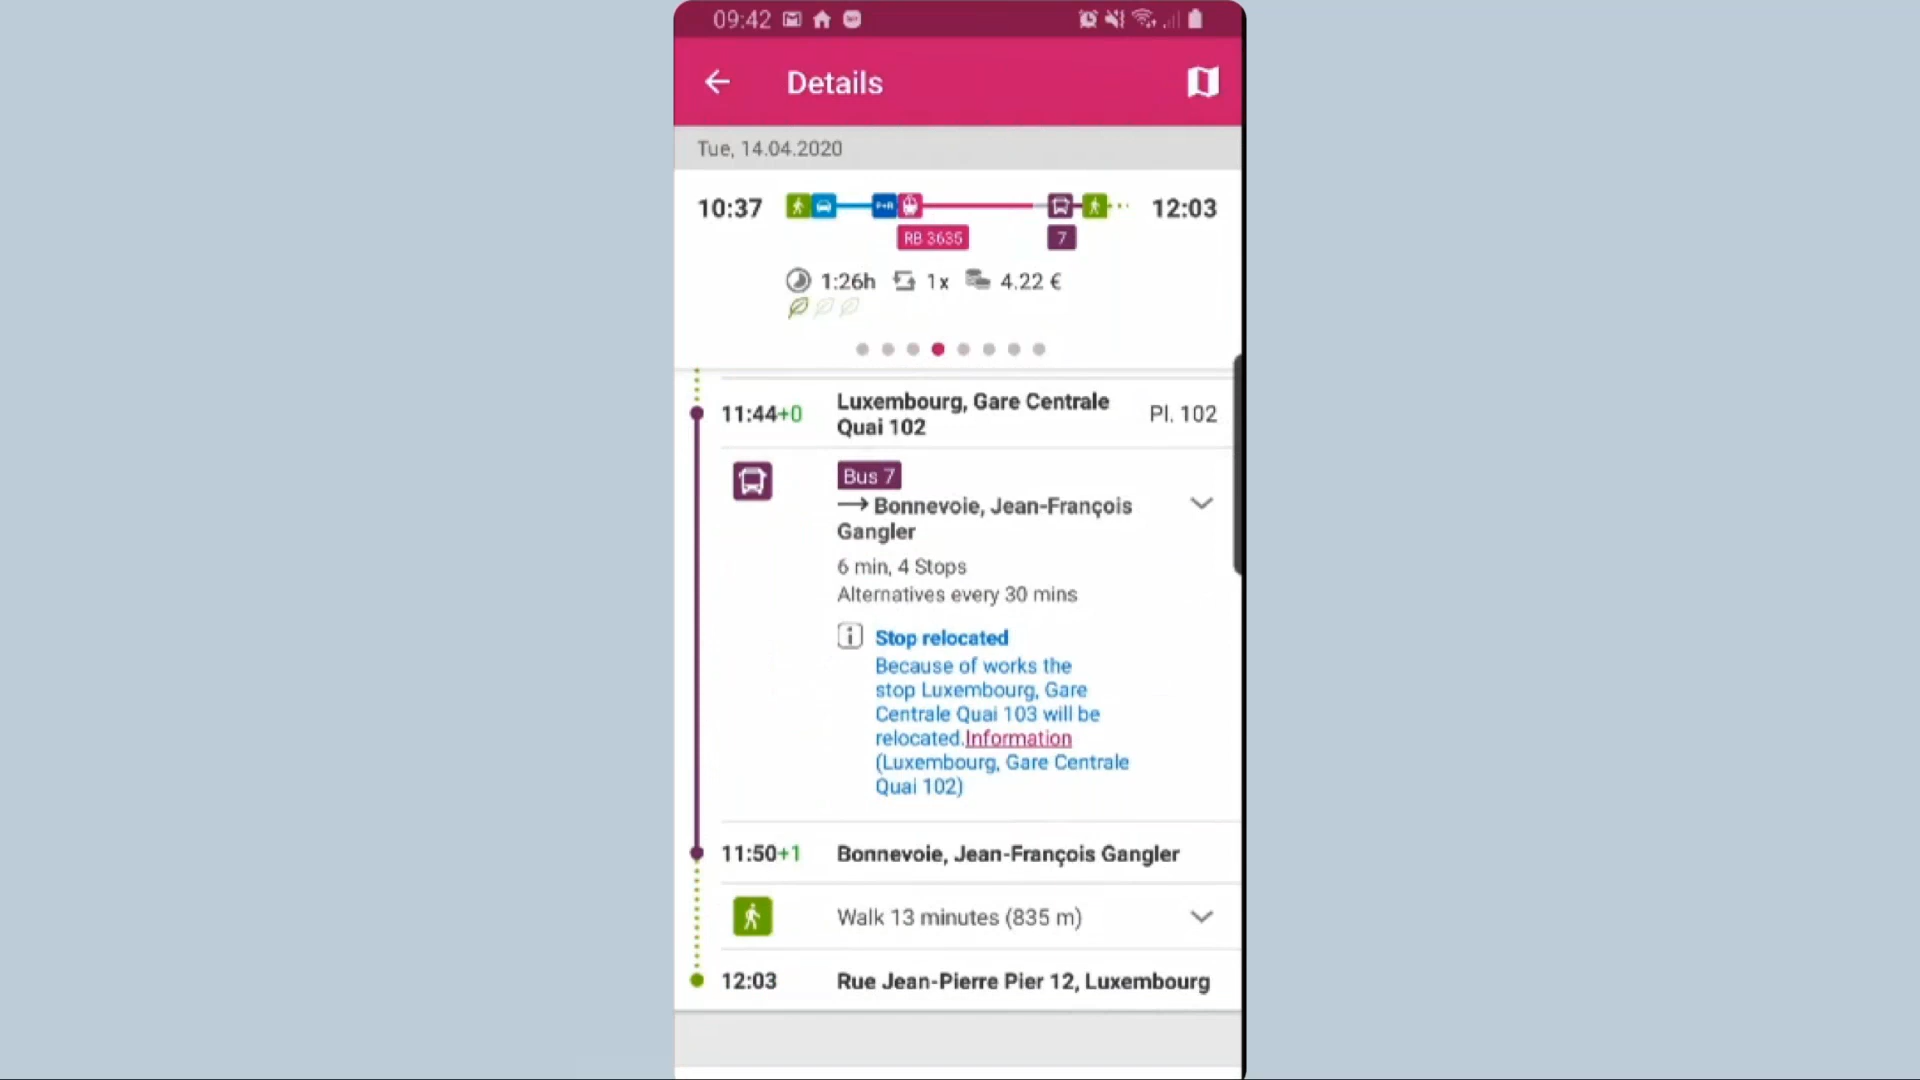 09:42
Details
Tue, 14.04.2020
10:37 P+R 12:03
RB 3635 7
1:26h 1x 4.22 €
11:44+0 Luxembourg, Gare Centrale Quai 102 Pl. 102
Bus 7
→ Bonnevoie, Jean-François
Gangler
6 min, 4 Stops
Alternatives every 30 mins
Stop relocated
Because of works the
stop Luxembourg, Gare
Centrale Quai 103 will be
relocated.Information
(Luxembourg, Gare Centrale
Quai 102)
11:50+1 Bonnevoie, Jean-François Gangler
Walk 13 minutes (835 m)
12:03 Rue Jean-Pierre Pier 12, Luxembourg